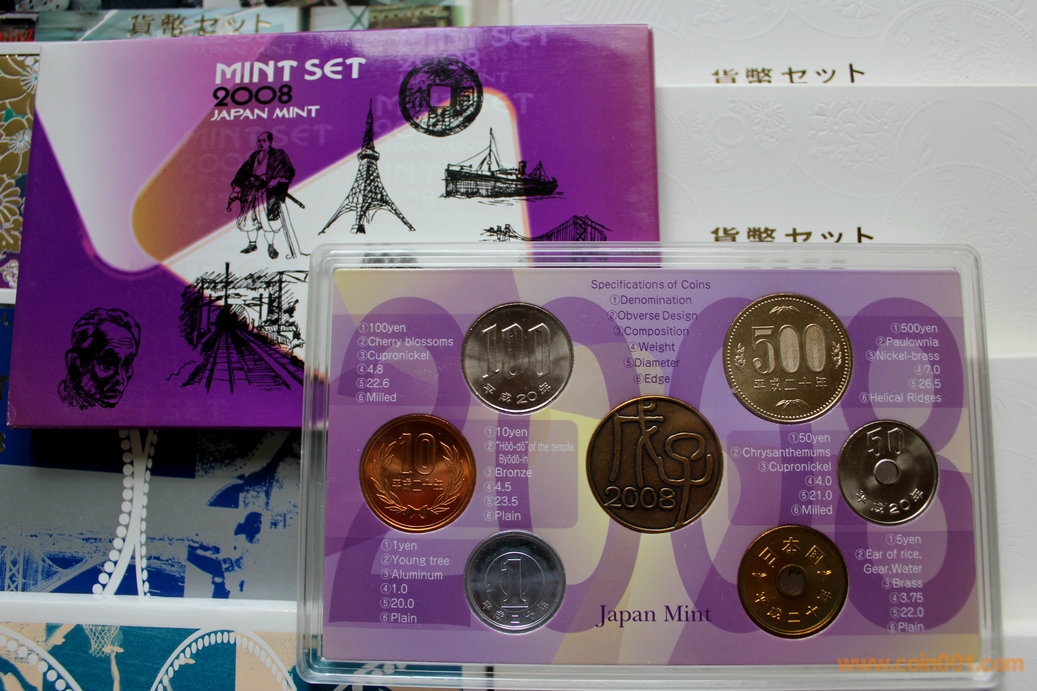 貨幣セット
貨幣セット
貨幣セット
MINT SET
2008
JAPAN MINT
Specifications of Coins
①Denomination
②Obverse Design
③Composition
④Weight
⑤Diameter
⑥Edge
①100yen
②Cherry blossoms
③Cupronickel
④4.8
⑤22.6
⑥Milled
100
平成20年
500
平成二十年
①500yen
②Paulownia
③Nickel-brass
④7.0
⑤26.5
⑥Helical Ridges
10
平成二十年
①10yen
②"Hōō-dō" of the temple
Byōdō-in
③Bronze
④4.5
⑤23.5
⑥Plain
2008
①50yen
②Chrysanthemums
③Cupronickel
④4.0
⑤21.0
⑥Milled
50
平成20年
①1yen
②Young tree
③Aluminum
④1.0
⑤20.0
⑥Plain
1
日本国
平成二十年
①5yen
②Ear of rice,
Gear,Water
③Brass
④3.75
⑤22.0
⑥Plain
Japan Mint
www.coin001.com